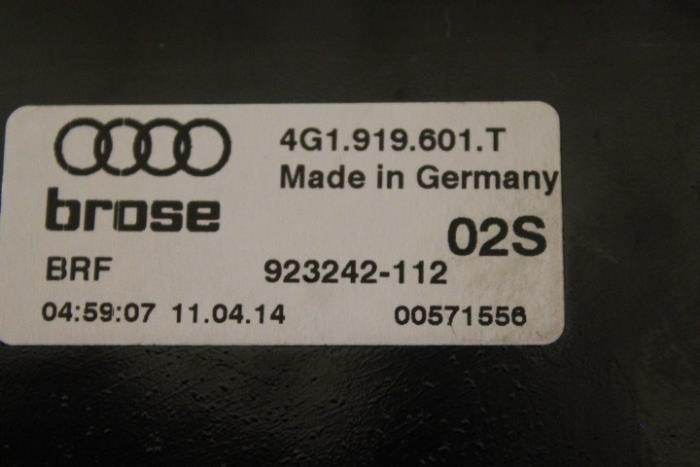 4G1.919.601.T
Made in Germany
brose
02S
BRF 923242-112
04:59:07 11.04.14 00571556